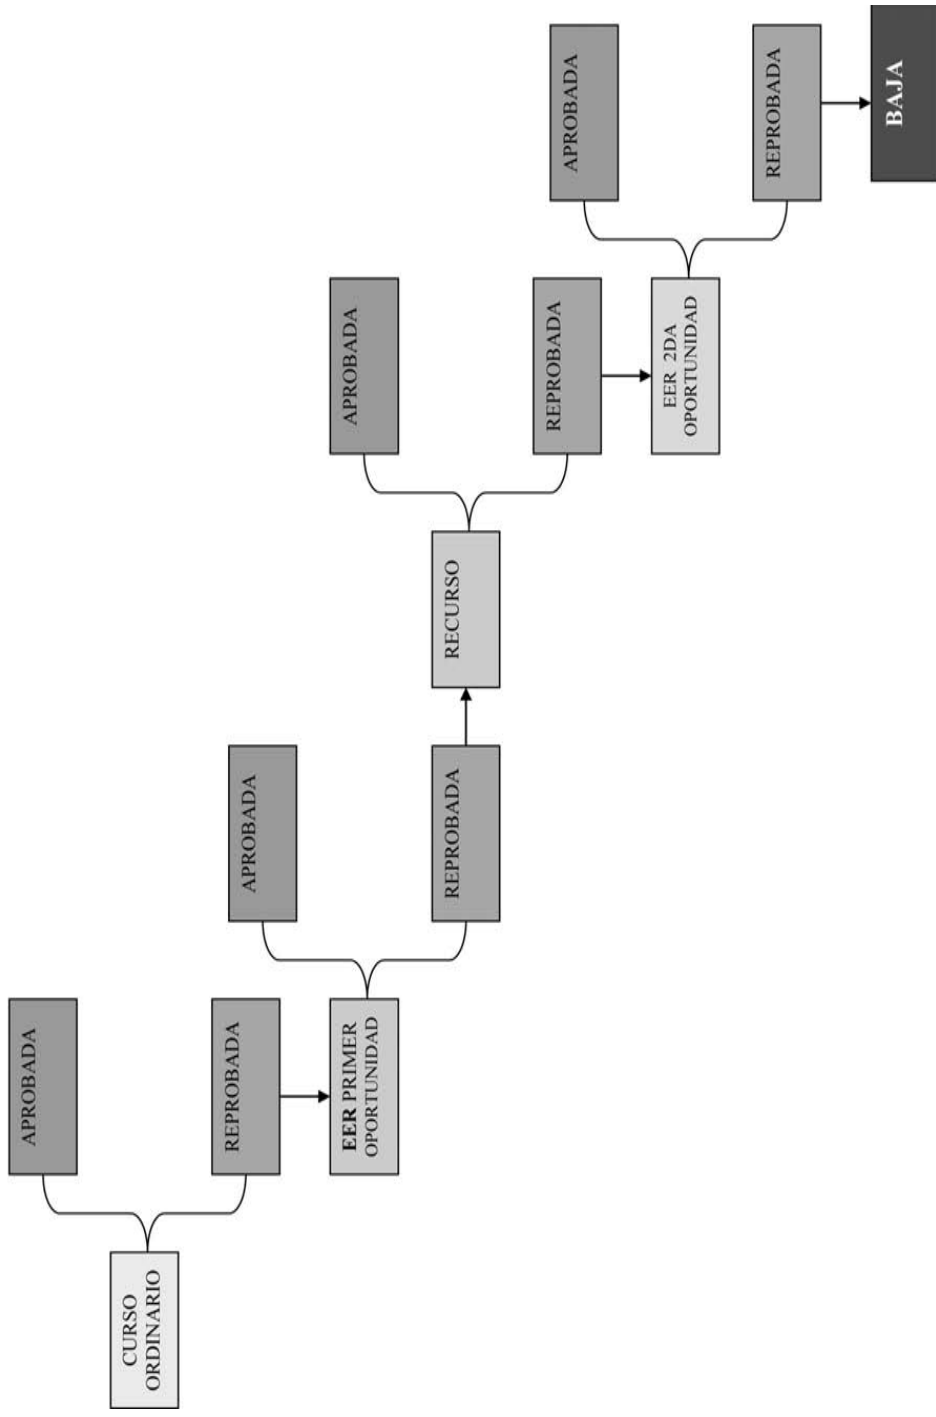 CURSO
ORDINARIO
APROBADA
REPROBADA
EER PRIMER
OPORTUNIDAD
APROBADA
REPROBADA
RECURSO
APROBADA
REPROBADA
EER 2DA
OPORTUNIDAD
APROBADA
REPROBADA
BAJA